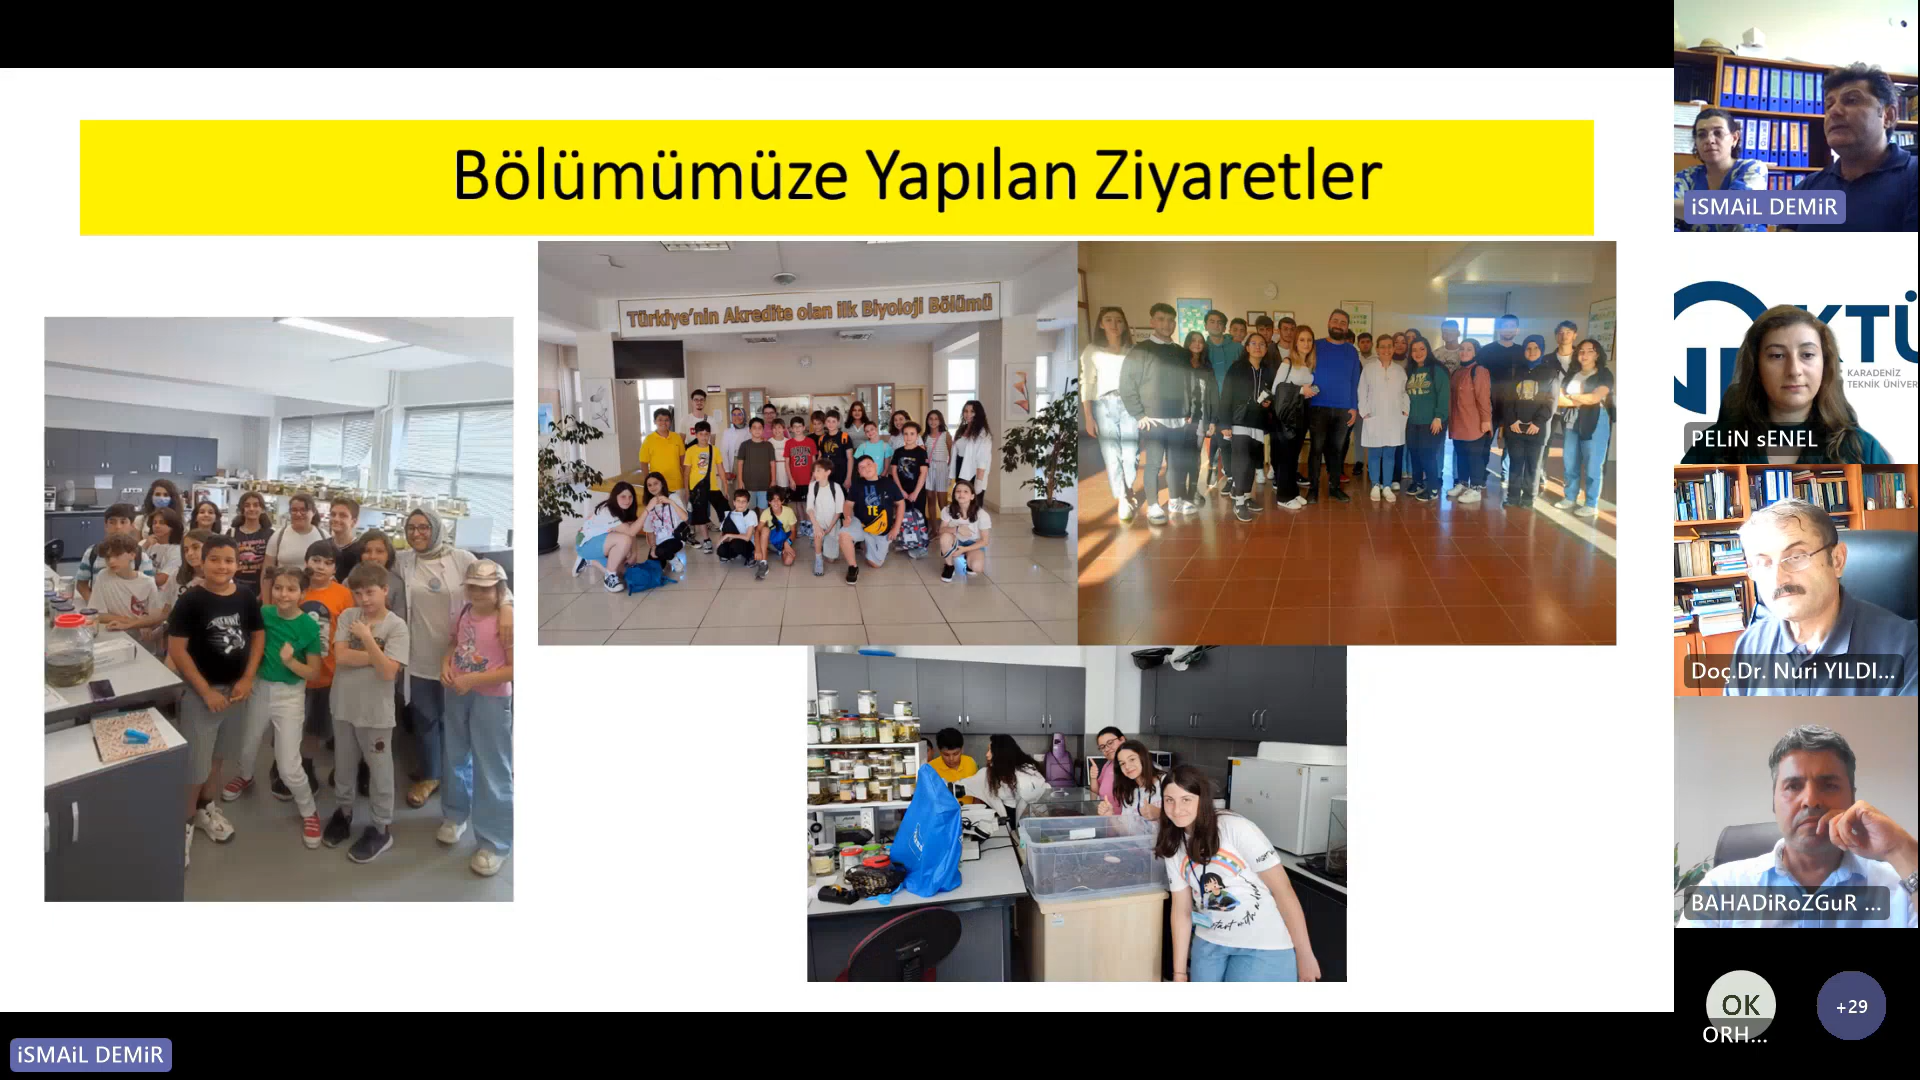 Bölümümüze Yapılan Ziyaretler
Türkiye'nin Akredite olan ilk Biyoloji Bölümü
iSMAiL DEMiR
KTÜ
KARADENİZ
TEKNİK ÜNİVER
PELiN sENEL
Doç.Dr. Nuri YILDI...
BAHADiRoZGuR ...
OK
ORH...
+29
iSMAiL DEMiR